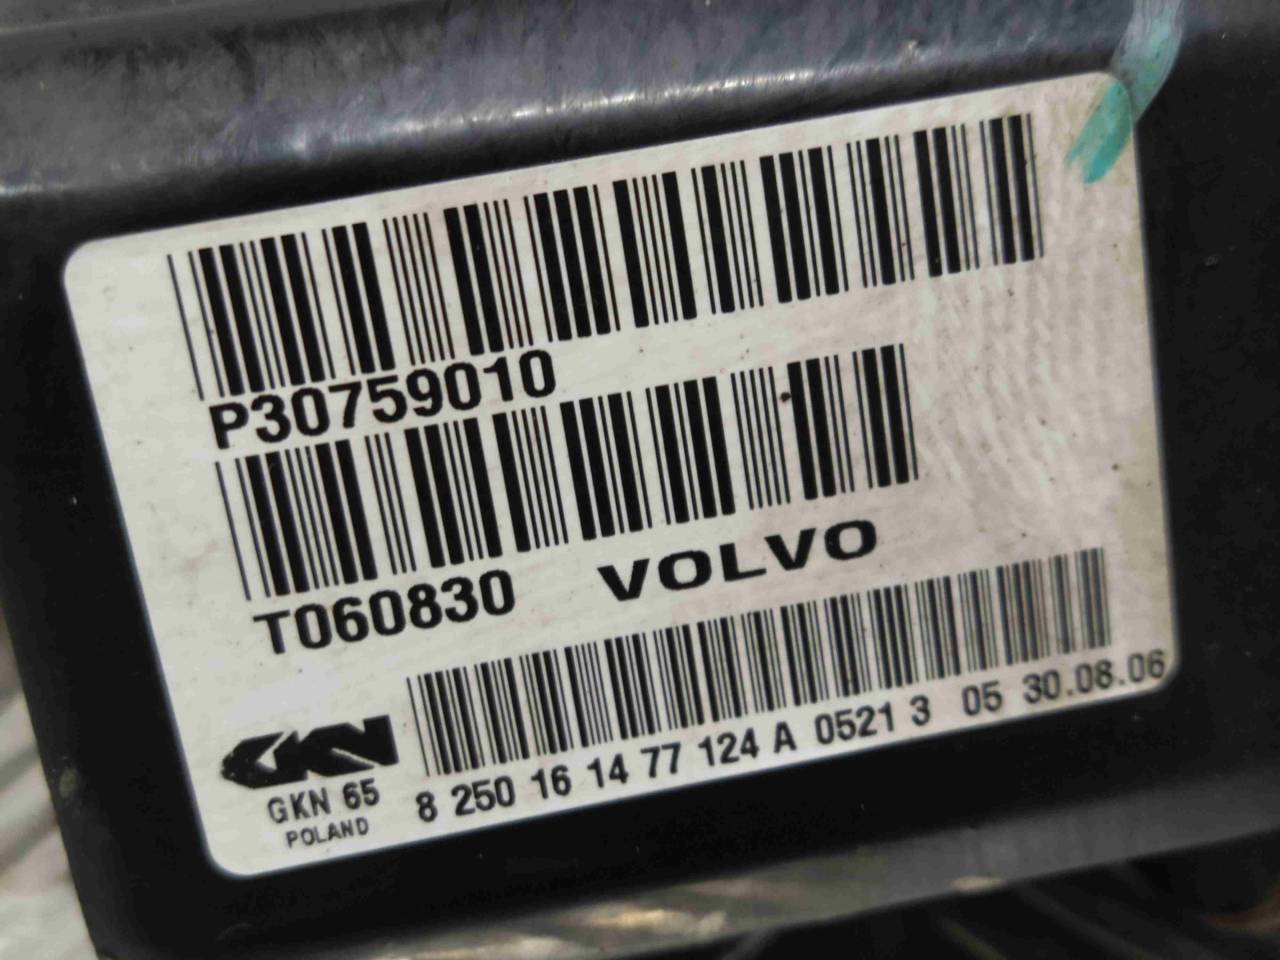 P30759010
T060830 VOLVO
GKN
GKN 65
POLAND
8 250 16 14 77 124 A 0521 3 05 30.08.06